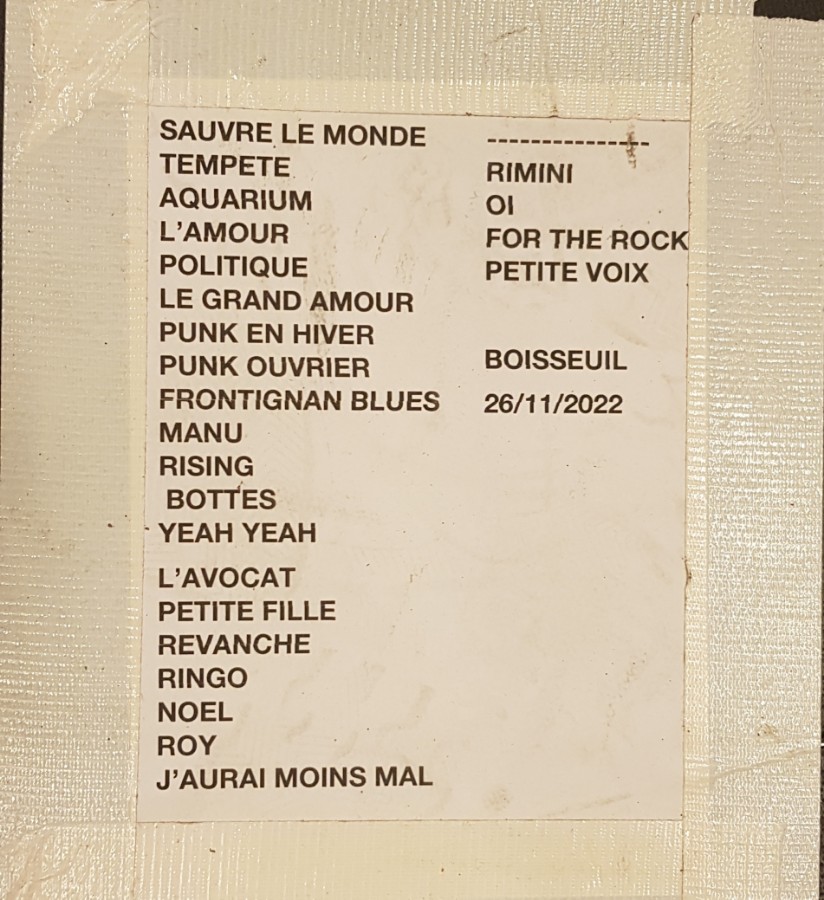 SAUVRE LE MONDE
TEMPETE
AQUARIUM
L'AMOUR
POLITIQUE
LE GRAND AMOUR
PUNK EN HIVER
PUNK OUVRIER
FRONTIGNAN BLUES
MANU
RISING
BOTTES
YEAH YEAH
L'AVOCAT
PETITE FILLE
REVANCHE
RINGO
NOEL
ROY
J'AURAI MOINS MAL
---------------
RIMINI
OI
FOR THE ROCK
PETITE VOIX
BOISSEUIL
26/11/2022